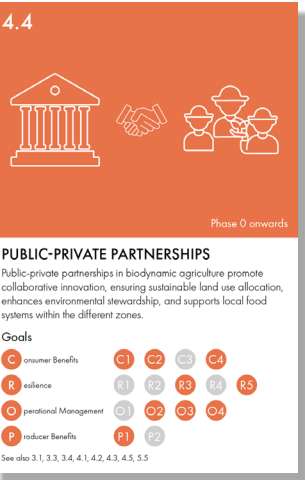 4.4
Phase 0 onwards
PUBLIC-PRIVATE PARTNERSHIPS
Public-private partnerships in biodynamic agriculture promote
collaborative innovation, ensuring sustainable land use allocation,
enhances environmental stewardship, and supports local food
systems within the different zones.
Goals
C onsumer Benefits C1 C2 C3 C4
R esilience R1 R2 R3 R4 R5
O perational Management O1 O2 O3 O4
P roducer Benefits P1 P2
See also 3.1, 3.3, 3.4, 4.1, 4.2, 4.3, 4.5, 5.5